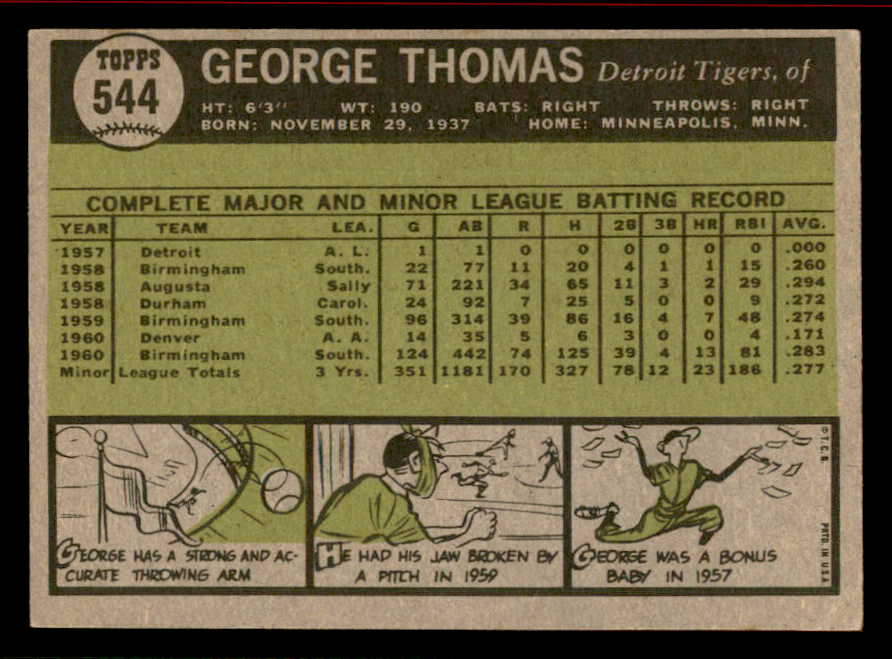 TOPPS
544
GEORGE THOMAS Detroit Tigers, of
HT: 6'3" WT: 190 BATS: RIGHT THROWS: RIGHT
BORN: NOVEMBER 29, 1937 HOME: MINNEAPOLIS, MINN.
COMPLETE MAJOR AND MINOR LEAGUE BATTING RECORD
YEAR TEAM LEA. G AB R H 2B 3B HR RBI AVG.
1957 Detroit A. L. 1 1 0 0 0 0 0 0 .000
1958 Birmingham South. 22 77 11 20 4 1 1 15 .260
1958 Augusta Sally 71 221 34 65 11 3 2 29 .294
1958 Durham Carol. 24 92 7 25 5 0 0 9 .272
1959 Birmingham South. 96 314 39 86 16 4 7 48 .274
1960 Denver A. A. 14 35 5 6 3 0 0 4 .171
1960 Birmingham South. 124 442 74 125 39 4 13 81 .283
Minor League Totals 3 Yrs. 351 1181 170 327 78 12 23 186 .277
GEORGE HAS A STRONG AND AC-
CURATE THROWING ARM
HE HAD HIS JAW BROKEN BY
A PITCH IN 1959
GEORGE WAS A BONUS
BABY IN 1957
© T.C.G.
PRTD. IN U.S.A.